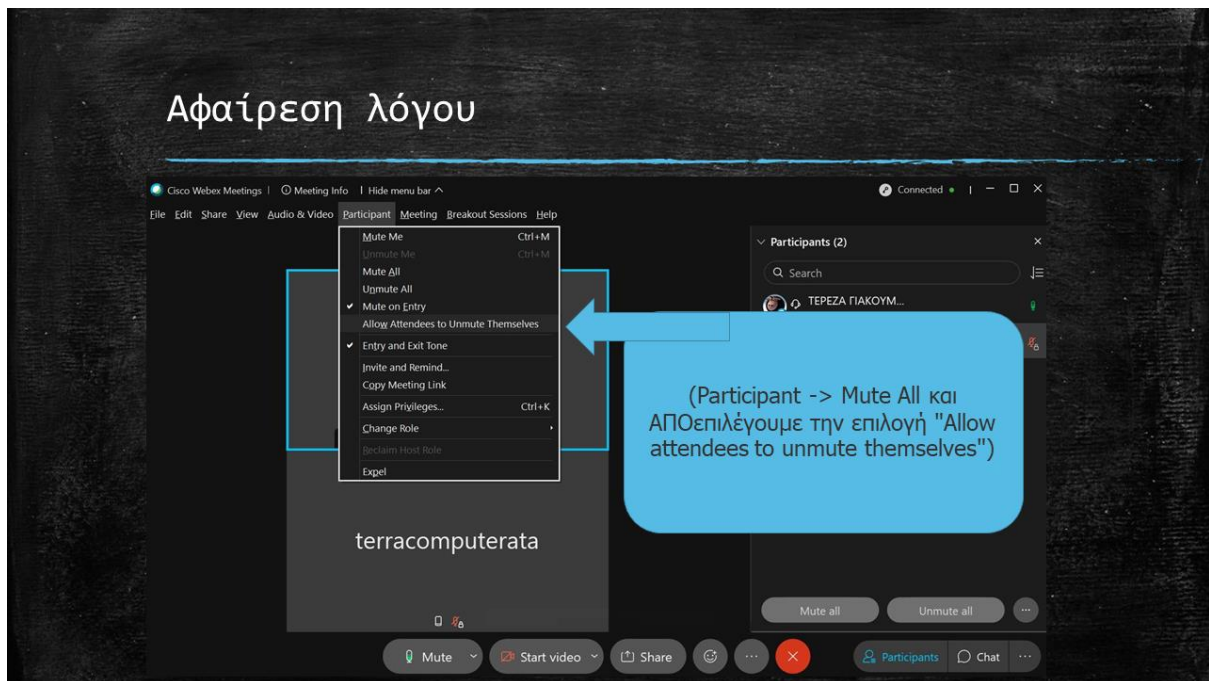 Αφαίρεση λόγου
Cisco Webex Meetings | Meeting Info | Hide menu bar
Connected
File Edit Share View Audio & Video Participant Meeting Breakout Sessions Help
Mute Me Ctrl+M
Unmute Me Ctrl+M
Mute All
Unmute All
Mute on Entry
Allow Attendees to Unmute Themselves
Entry and Exit Tone
Invite and Remind...
Copy Meeting Link
Assign Privileges... Ctrl+K
Change Role
Reclaim Host Role
Expel
Participants (2)
Search
ΤΕΡΕΖΑ ΓΙΑΚΟΥΜ...
(Participant -> Mute All και
ΑΠΟεπιλέγουμε την επιλογή "Allow
attendees to unmute themselves")
terracomputerata
Mute all Unmute all ...
Mute Start video Share ... Participants Chat ...